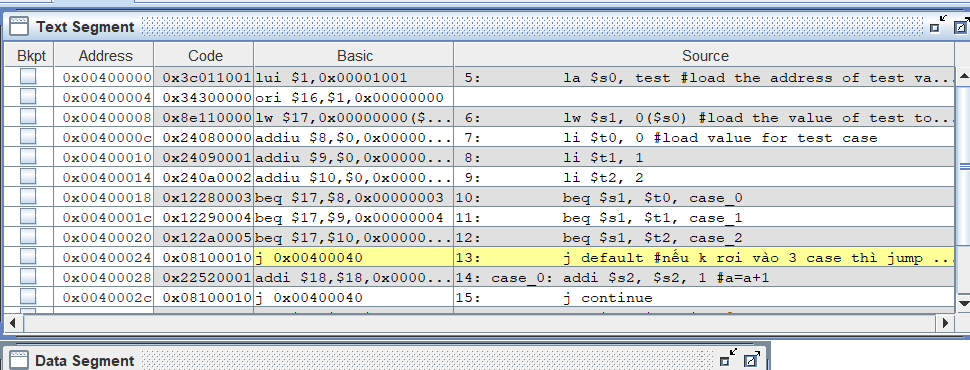 Text Segment
Bkpt Address Code Basic Source
0x00400000 0x3c011001 lui $1,0x00001001 5: la $s0, test #load the address of test va...
0x00400004 0x34300000 ori $16,$1,0x00000000
0x00400008 0x8e110000 lw $17,0x00000000($... 6: lw $s1, 0($s0) #load the value of test to...
0x0040000c 0x24080000 addiu $8,$0,0x00000... 7: li $t0, 0 #load value for test case
0x00400010 0x24090001 addiu $9,$0,0x00000... 8: li $t1, 1
0x00400014 0x240a0002 addiu $10,$0,0x0000... 9: li $t2, 2
0x00400018 0x12280003 beq $17,$8,0x00000003 10: beq $s1, $t0, case_0
0x0040001c 0x12290004 beq $17,$9,0x00000004 11: beq $s1, $t1, case_1
0x00400020 0x122a0005 beq $17,$10,0x00000... 12: beq $s1, $t2, case_2
0x00400024 0x08100010 j 0x00400040 13: j default #nếu k rơi vào 3 case thì jump ...
0x00400028 0x22520001 addi $18,$18,0x0000... 14: case_0: addi $s2, $s2, 1 #a=a+1
0x0040002c 0x08100010 j 0x00400040 15: j continue
Data Segment